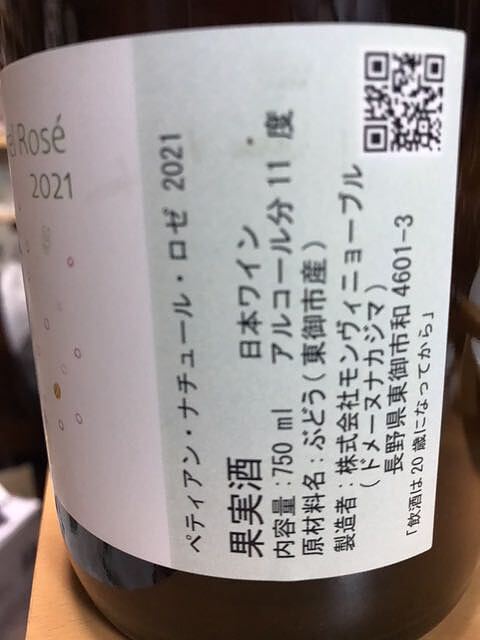 Rosé
2021
ペティアン・ナチュール・ロゼ 2021
果実酒 日本ワイン
内容量:750 ml アルコール分 11 度
原材料名:ぶどう(東御市産)
製造者:株式会社モンヴィニョーブル
(ドメーヌナカジマ)
長野県東御市和 4601-3
「飲酒は20歳になってから」